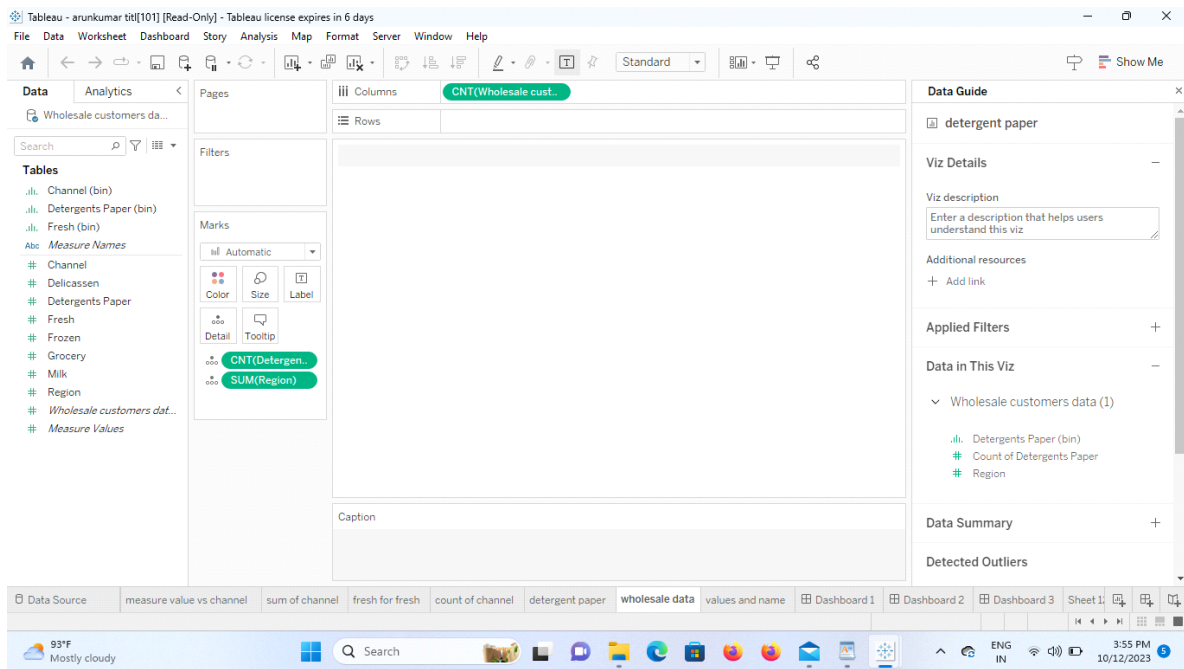 Tableau - arunkumar titl[101] [Read-Only] - Tableau license expires in 6 days
File Data Worksheet Dashboard Story Analysis Map Format Server Window Help
Standard
Show Me
Data Analytics
Wholesale customers da...
Search
Tables
Channel (bin)
Detergents Paper (bin)
Fresh (bin)
Abc Measure Names
# Channel
# Delicassen
# Detergents Paper
# Fresh
# Frozen
# Grocery
# Milk
# Region
# Wholesale customers dat...
# Measure Values
Pages
Filters
Marks
Automatic
Color Size Label
Detail Tooltip
CNT(Detergen..
SUM(Region)
Columns CNT(Wholesale cust..
Rows
Caption
Data Guide
detergent paper
Viz Details
Viz description
Enter a description that helps users
understand this viz
Additional resources
+ Add link
Applied Filters
Data in This Viz
Wholesale customers data (1)
Detergents Paper (bin)
# Count of Detergents Paper
# Region
Data Summary
Detected Outliers
Data Source measure value vs channel sum of channel fresh for fresh count of channel detergent paper wholesale data values and name Dashboard 1 Dashboard 2 Dashboard 3 Sheet 1
93°F
Mostly cloudy
Search
ENG
IN
3:55 PM
10/12/2023
5